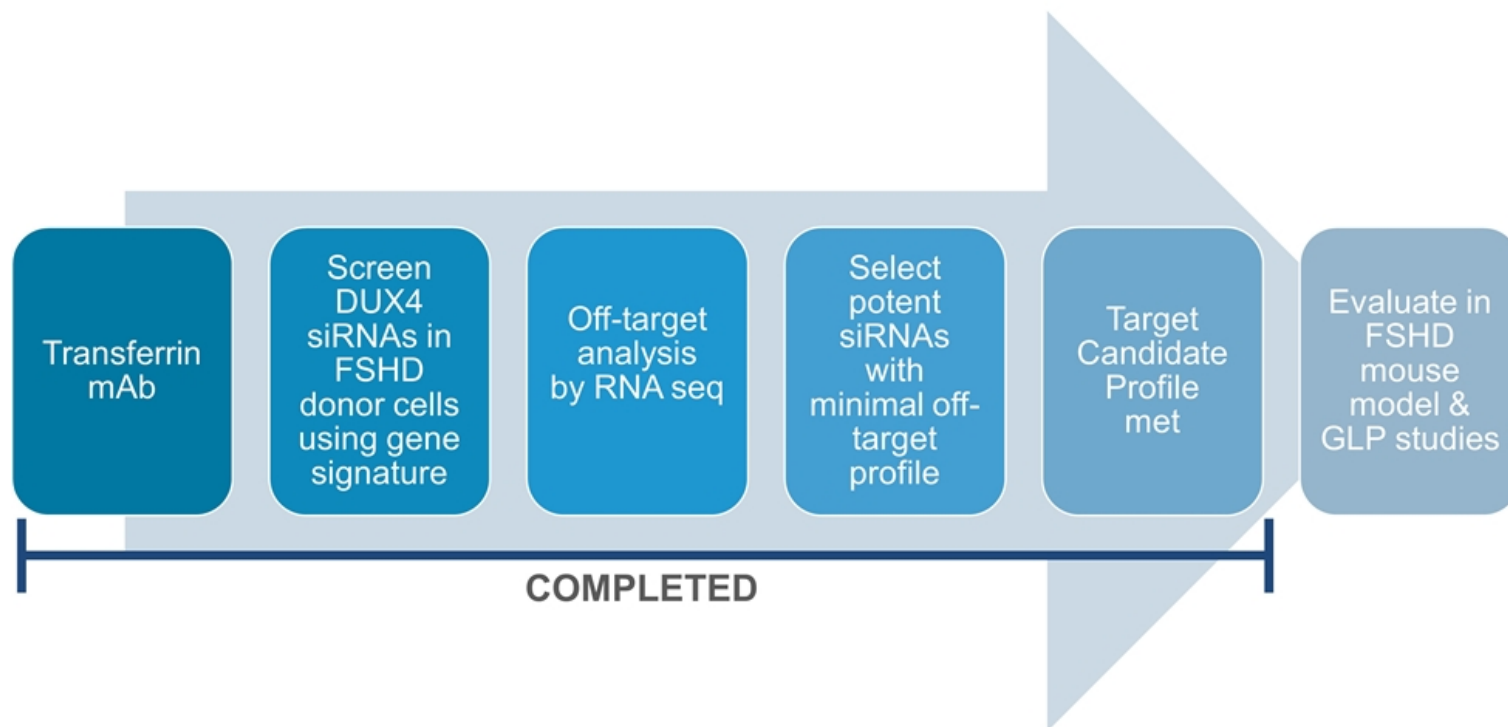 Transferrin
mAb
Screen
DUX4
siRNAs in
FSHD
donor cells
using gene
signature
Off-target
analysis
by RNA seq
Select
potent
siRNAs
with
minimal off-
target
profile
Target
Candidate
Profile
met
Evaluate in
FSHD
mouse
model &
GLP studies
COMPLETED